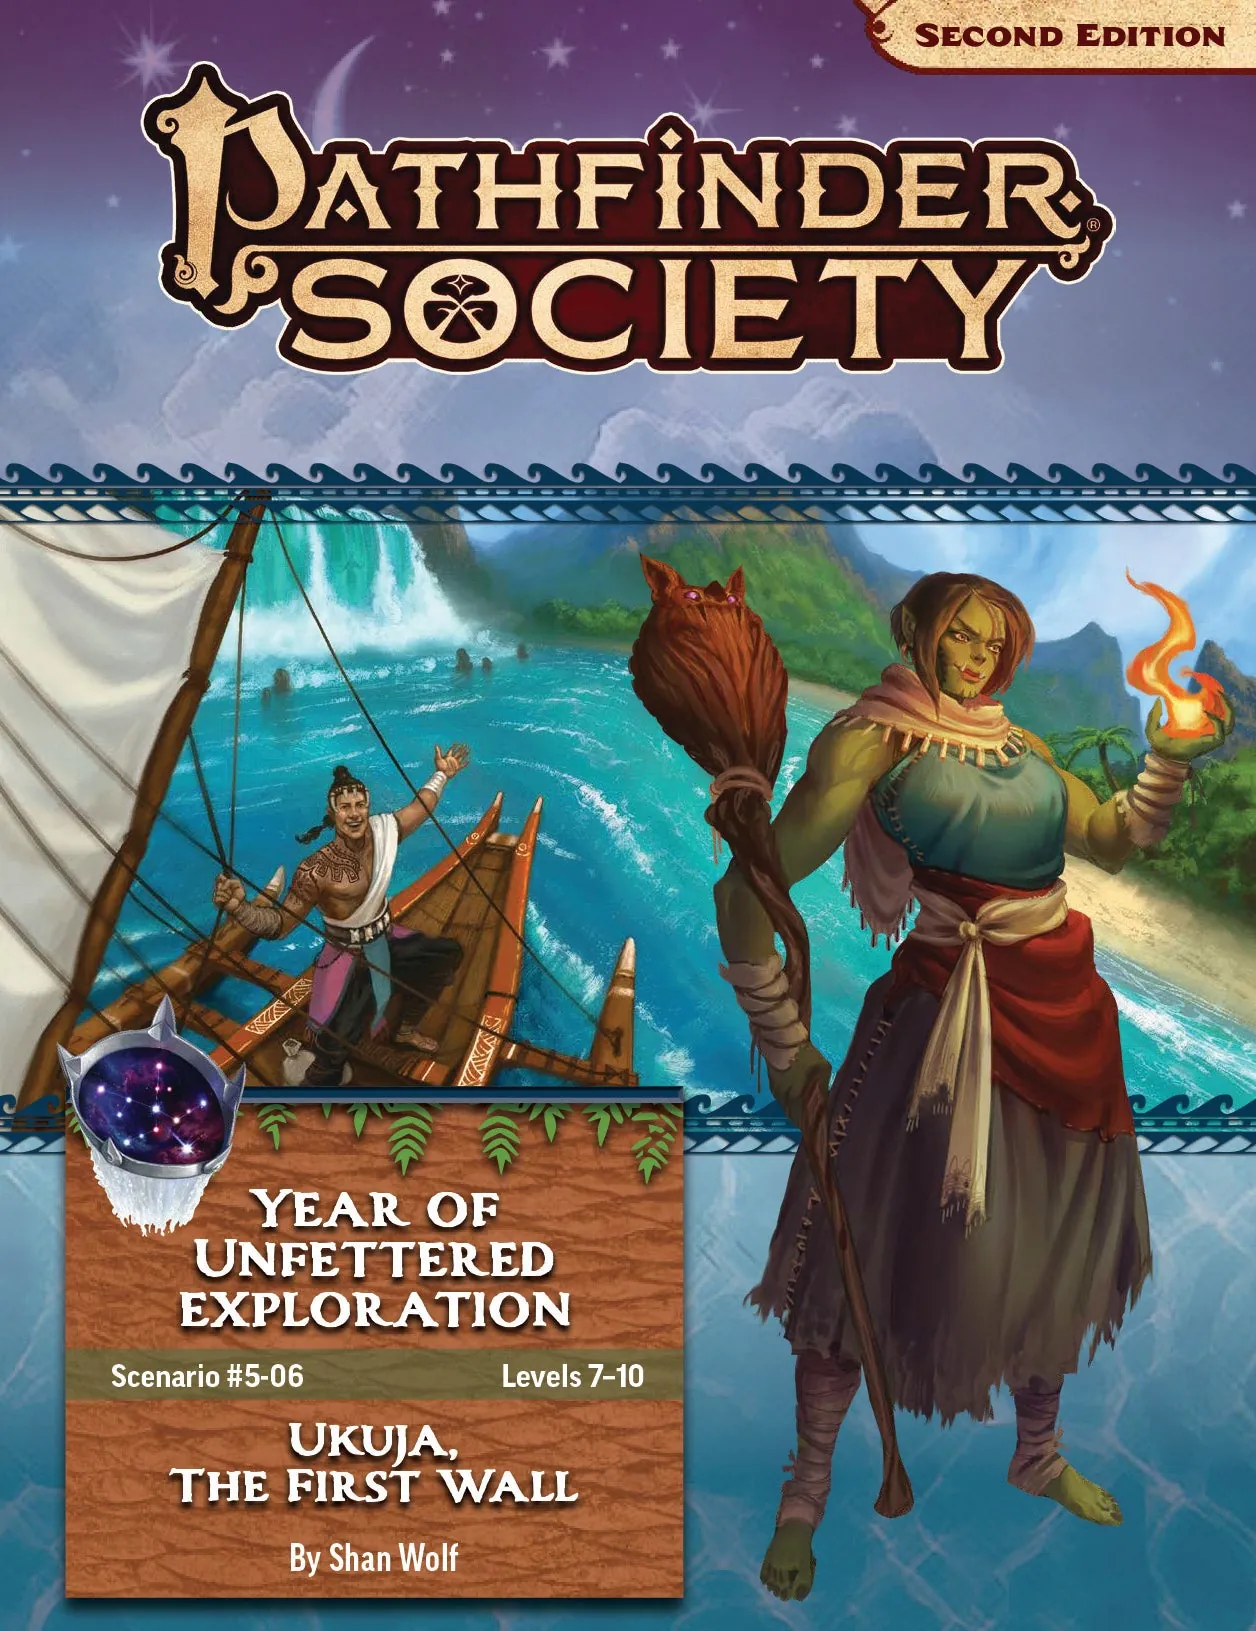 SECOND EDITION
PATHFINDER
®
SOCIETY
YEAR OF
UNFETTERED
EXPLORATION
Scenario #5-06
Levels 7–10
UKUJA,
THE FIRST WALL
By Shan Wolf